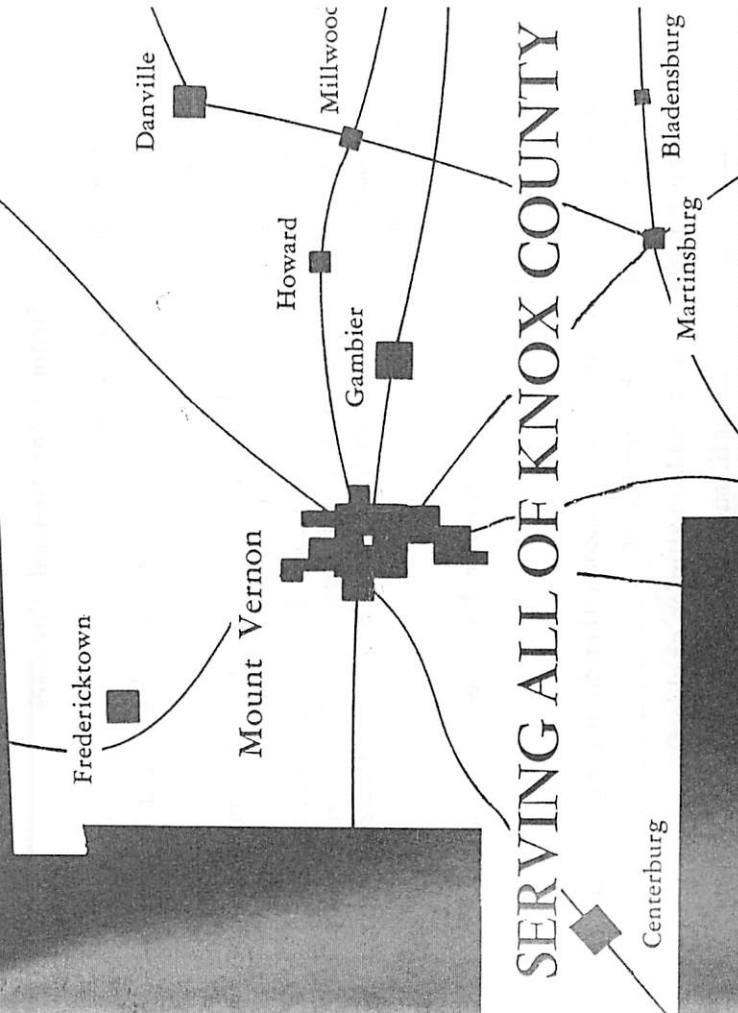 Fredericktown
Danville
Mount Vernon
Howard
Millwood
Gambier
SERVING ALL OF KNOX COUNTY
Centerburg
Bladensburg
Martinsburg